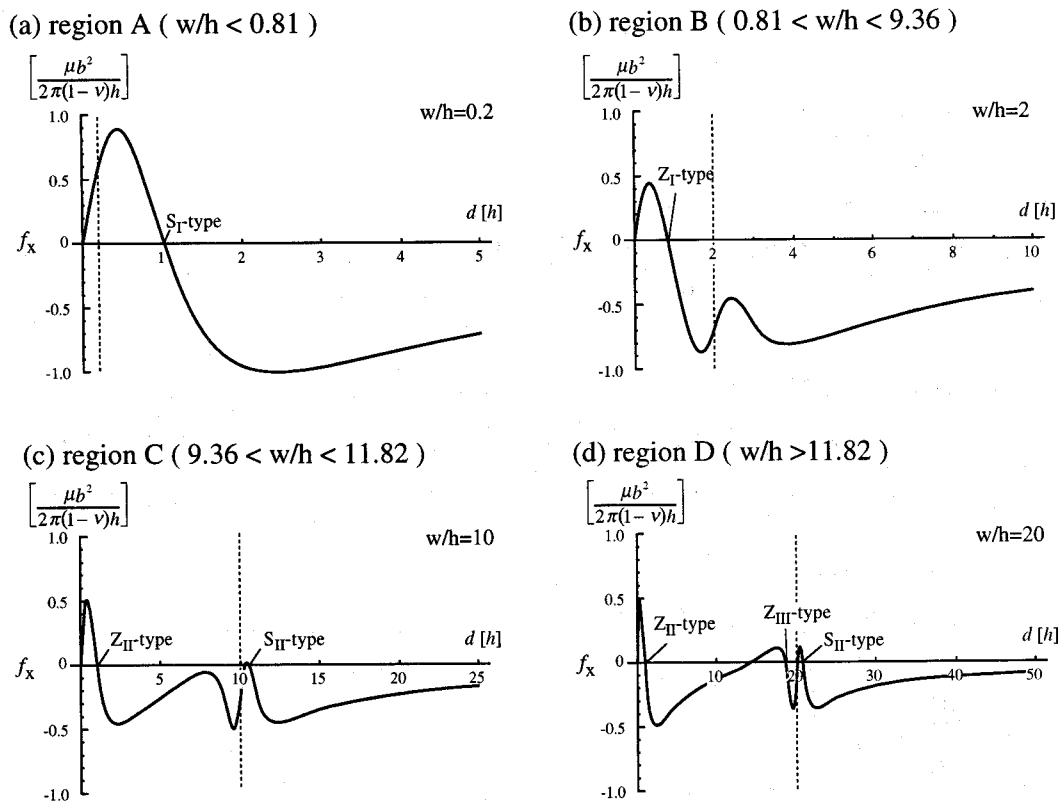 (a) region A ( w/h < 0.81 )
[μb²/2π(1−ν)h]
w/h=0.2
1.0
0.5
0
-0.5
-1.0
fx
S_I-type
d [h]
1 2 3 4 5
(b) region B ( 0.81 < w/h < 9.36 )
[μb²/2π(1−ν)h]
w/h=2
1.0
0.5
0
-0.5
-1.0
fx
Z_I-type
d [h]
2 4 6 8 10
(c) region C ( 9.36 < w/h < 11.82 )
[μb²/2π(1−ν)h]
w/h=10
1.0
0.5
0
-0.5
-1.0
fx
Z_II-type
S_II-type
d [h]
5 10 15 20 25
(d) region D ( w/h >11.82 )
[μb²/2π(1−ν)h]
w/h=20
1.0
0.5
0
-0.5
-1.0
fx
Z_II-type
Z_III-type
S_II-type
d [h]
10 20 30 40 50